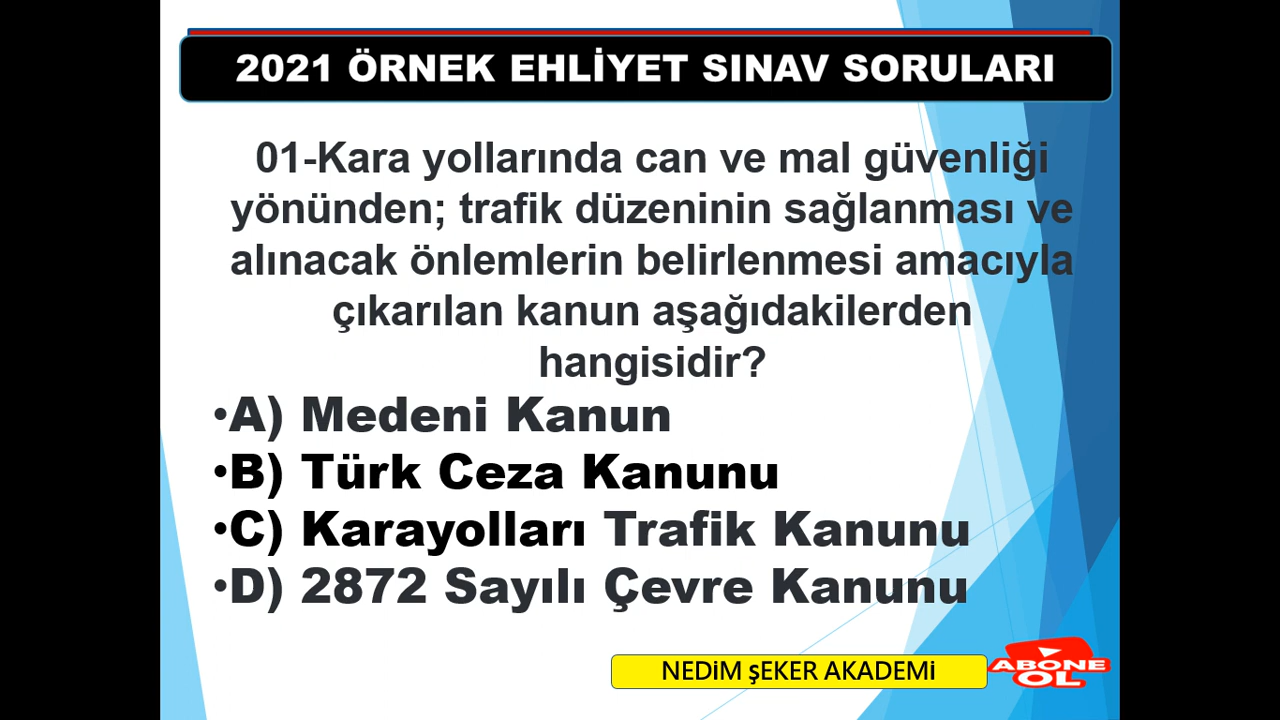 2021 ÖRNEK EHLİYET SINAV SORULARI
01-Kara yollarında can ve mal güvenliği
yönünden; trafik düzeninin sağlanması ve
alınacak önlemlerin belirlenmesi amacıyla
çıkarılan kanun aşağıdakilerden
hangisidir?
•A) Medeni Kanun
•B) Türk Ceza Kanunu
•C) Karayolları Trafik Kanunu
•D) 2872 Sayılı Çevre Kanunu
NEDİM ŞEKER AKADEMİ
ABONE
OL